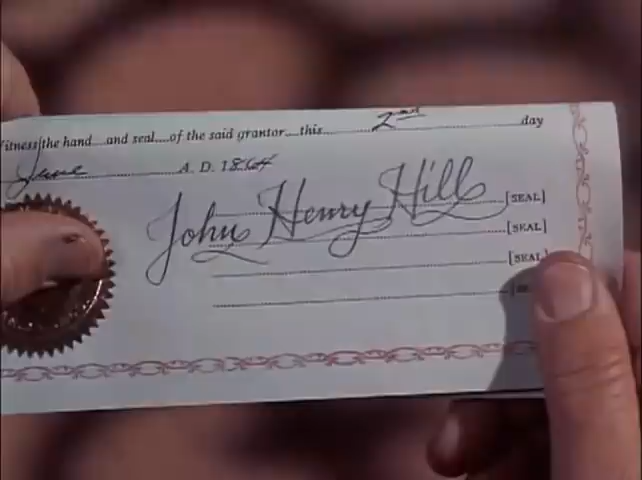 itness the hand....and seal....of the said grantor....this....2nd....day
June A. D. 1864
John Henry Hill [SEAL]
[SEAL]
[SEAL]